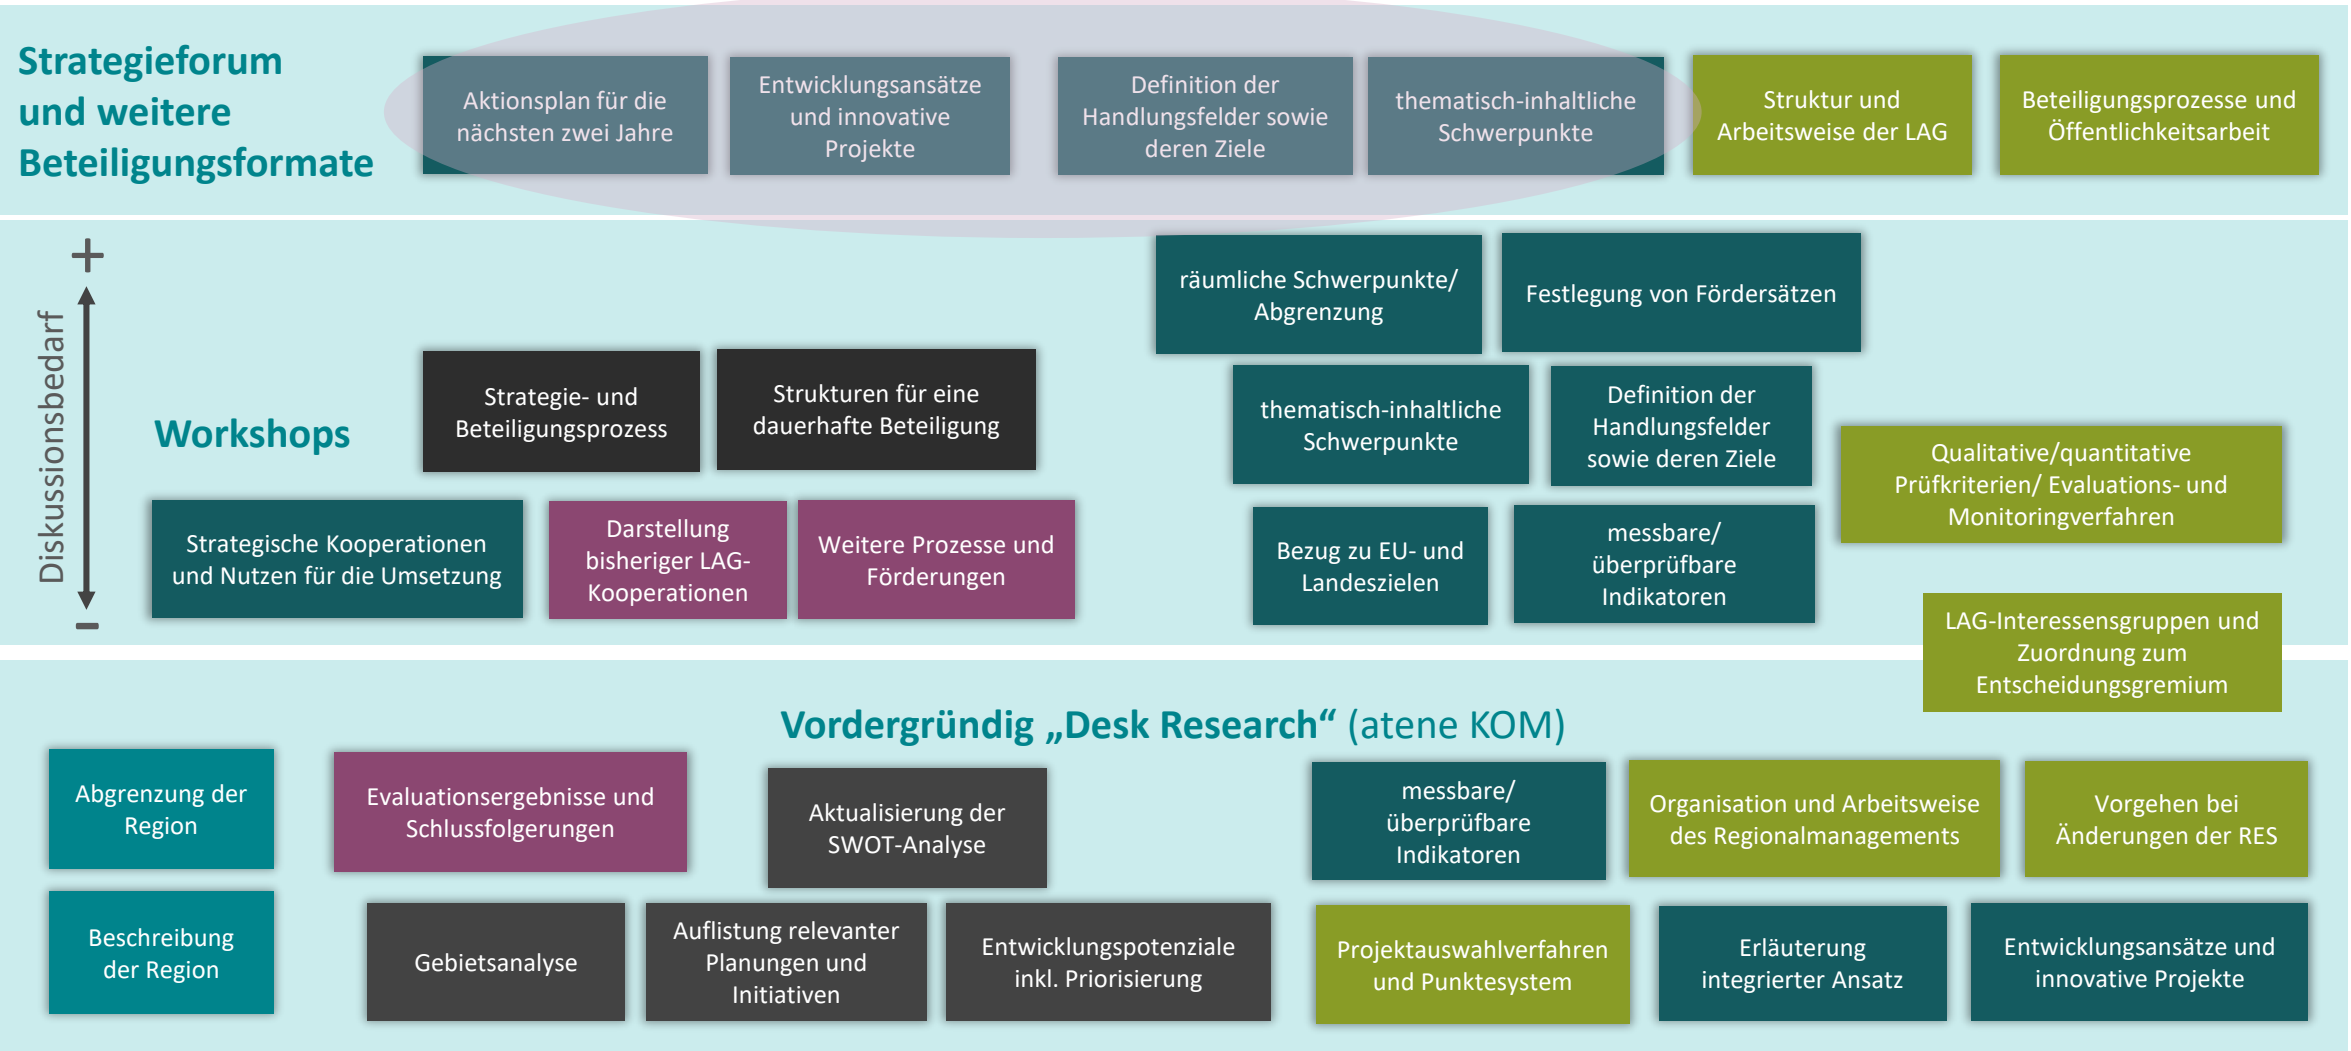 Strategieforum
und weitere
Beteiligungsformate
Aktionsplan für die
nächsten zwei Jahre
Entwicklungsansätze
und innovative
Projekte
Definition der
Handlungsfelder sowie
deren Ziele
thematisch-inhaltliche
Schwerpunkte
Struktur und
Arbeitsweise der LAG
Beteiligungsprozesse und
Öffentlichkeitsarbeit
+
Diskussionsbedarf
–
Workshops
räumliche Schwerpunkte/
Abgrenzung
Festlegung von Fördersätzen
Strategie- und
Beteiligungsprozess
Strukturen für eine
dauerhafte Beteiligung
thematisch-inhaltliche
Schwerpunkte
Definition der
Handlungsfelder
sowie deren Ziele
Qualitative/quantitative
Prüfkriterien/ Evaluations- und
Monitoringverfahren
Strategische Kooperationen
und Nutzen für die Umsetzung
Darstellung
bisheriger LAG-
Kooperationen
Weitere Prozesse und
Förderungen
Bezug zu EU- und
Landeszielen
messbare/
überprüfbare
Indikatoren
LAG-Interessensgruppen und
Zuordnung zum
Entscheidungsgremium
Vordergründig „Desk Research“ (atene KOM)
Abgrenzung der
Region
Evaluationsergebnisse und
Schlussfolgerungen
Aktualisierung der
SWOT-Analyse
messbare/
überprüfbare
Indikatoren
Organisation und Arbeitsweise
des Regionalmanagements
Vorgehen bei
Änderungen der RES
Beschreibung
der Region
Gebietsanalyse
Auflistung relevanter
Planungen und
Initiativen
Entwicklungspotenziale
inkl. Priorisierung
Projektauswahlverfahren
und Punktesystem
Erläuterung
integrierter Ansatz
Entwicklungsansätze und
innovative Projekte